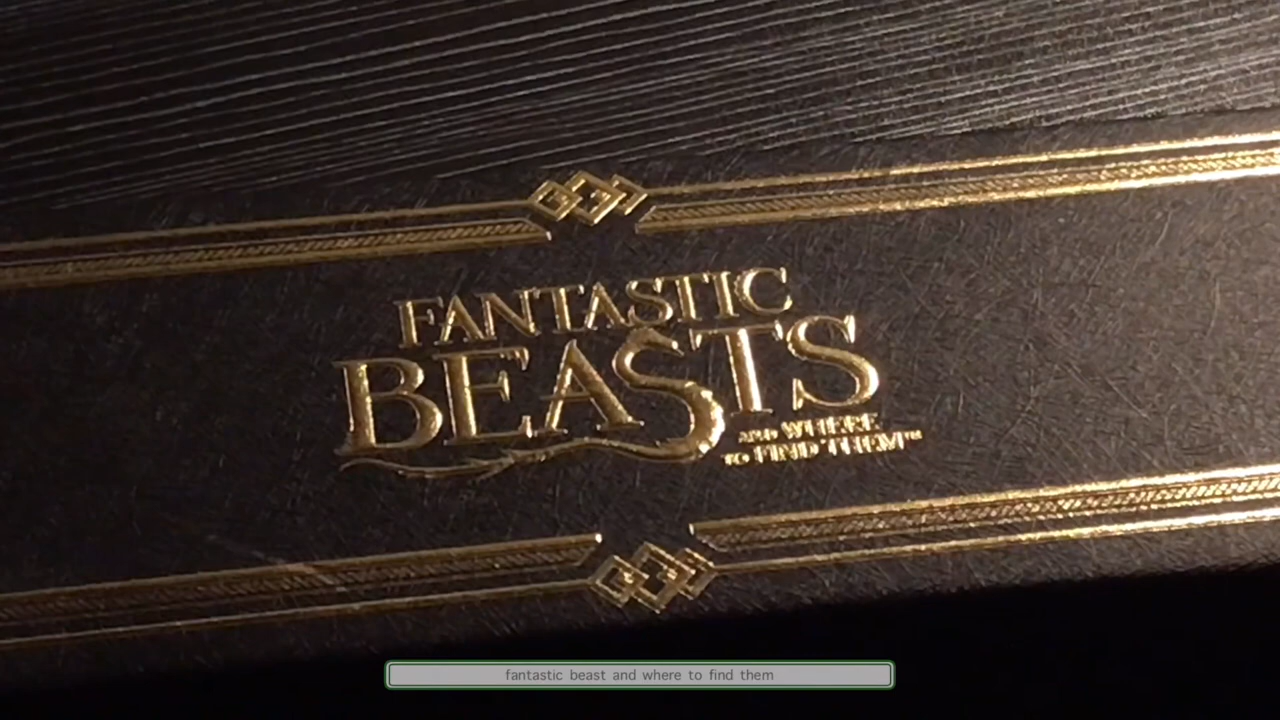 FANTASTIC
BEASTS
AND WHERE
TO FIND THEM™
fantastic beast and where to find them